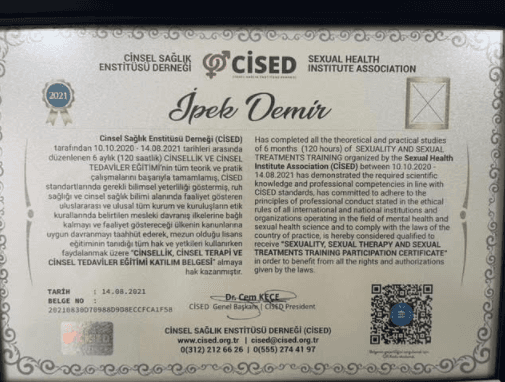 CİNSEL SAĞLIK
ENSTİTÜSÜ DERNEĞİ
CİSED
SEXUAL HEALTH
INSTITUTE ASSOCIATION
2021
İpek Demir
Cinsel Sağlık Enstitüsü Derneği (CİSED)
tarafından 10.10.2020 - 14.08.2021 tarihleri arasında
düzenlenen 6 aylık (120 saatlik) CİNSELLİK VE CİNSEL
TEDAVİLER EĞİTİMİ'nin tüm teorik ve pratik
çalışmalarını başarıyla tamamlamış, CİSED
standartlarında gerekli bilimsel yeterliliği göstermiş, ruh
sağlığı ve cinsel sağlık bilimi alanında faaliyet gösteren
uluslararası ve ulusal tüm kurum ve kuruluşların etik
kurallarında belirtilen mesleki davranış ilkelerine bağlı
kalmayı ve faaliyet göstereceği ülkenin kanunlarına
uygun davranmayı taahhüt ederek, mezun olduğu lisans
eğitiminin tanıdığı tüm hak ve yetkileri kullanırken
faydalanmak üzere "CİNSELLİK, CİNSEL TERAPİ VE
CİNSEL TEDAVİLER EĞİTİMİ KATILIM BELGESİ" almaya
hak kazanmıştır.
Has completed all the theoretical and practical studies
of 6 months (120 hours) of SEXUALITY AND SEXUAL
TREATMENTS TRAINING organized by the Sexual Health
Institute Association (CİSED) between 10.10.2020 -
14.08.2021 has demonstrated the required scientific
knowledge and professional competencies in line with
CİSED standards, has committed to adhere to the
principles of professional conduct stated in the ethical
rules of all international and national institutions and
organizations operating in the field of mental health and
sexual health science and to comply with the laws of the
country of practice, is hereby considered qualified to
receive "SEXUALITY, SEXUAL THERAPY AND SEXUAL
TREATMENTS TRAINING PARTICIPATION CERTIFICATE"
in order to benefit from all the rights and authorizations
given by the laws.
TARİH : 14.08.2021
BELGE NO :
Dr. Cem KEÇE
CİSED Genel Başkanı | CİSED President
CİSED
CİNSEL SAĞLIK ENSTİTÜSÜ DERNEĞİ (CİSED)
www.cised.org.tr | cised@cised.org.tr
0(312) 212 66 26 | 0(555) 274 41 97